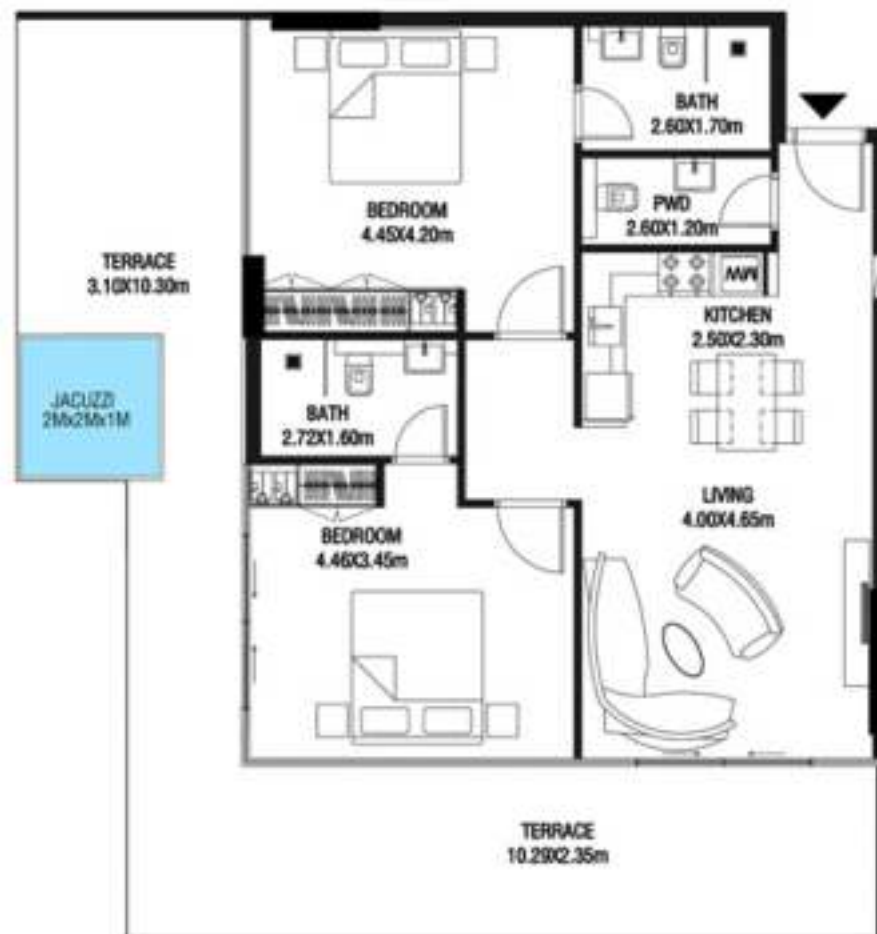 BATH
2.60X1.70m
PWD
2.60X1.20m
BEDROOM
4.45X4.20m
TERRACE
3.10X10.30m
MW
KITCHEN
2.50X2.30m
JACUZZI
2Mx2Mx1M
BATH
2.72X1.60m
LIVING
4.00X4.65m
BEDROOM
4.46X3.45m
TERRACE
10.29X2.35m